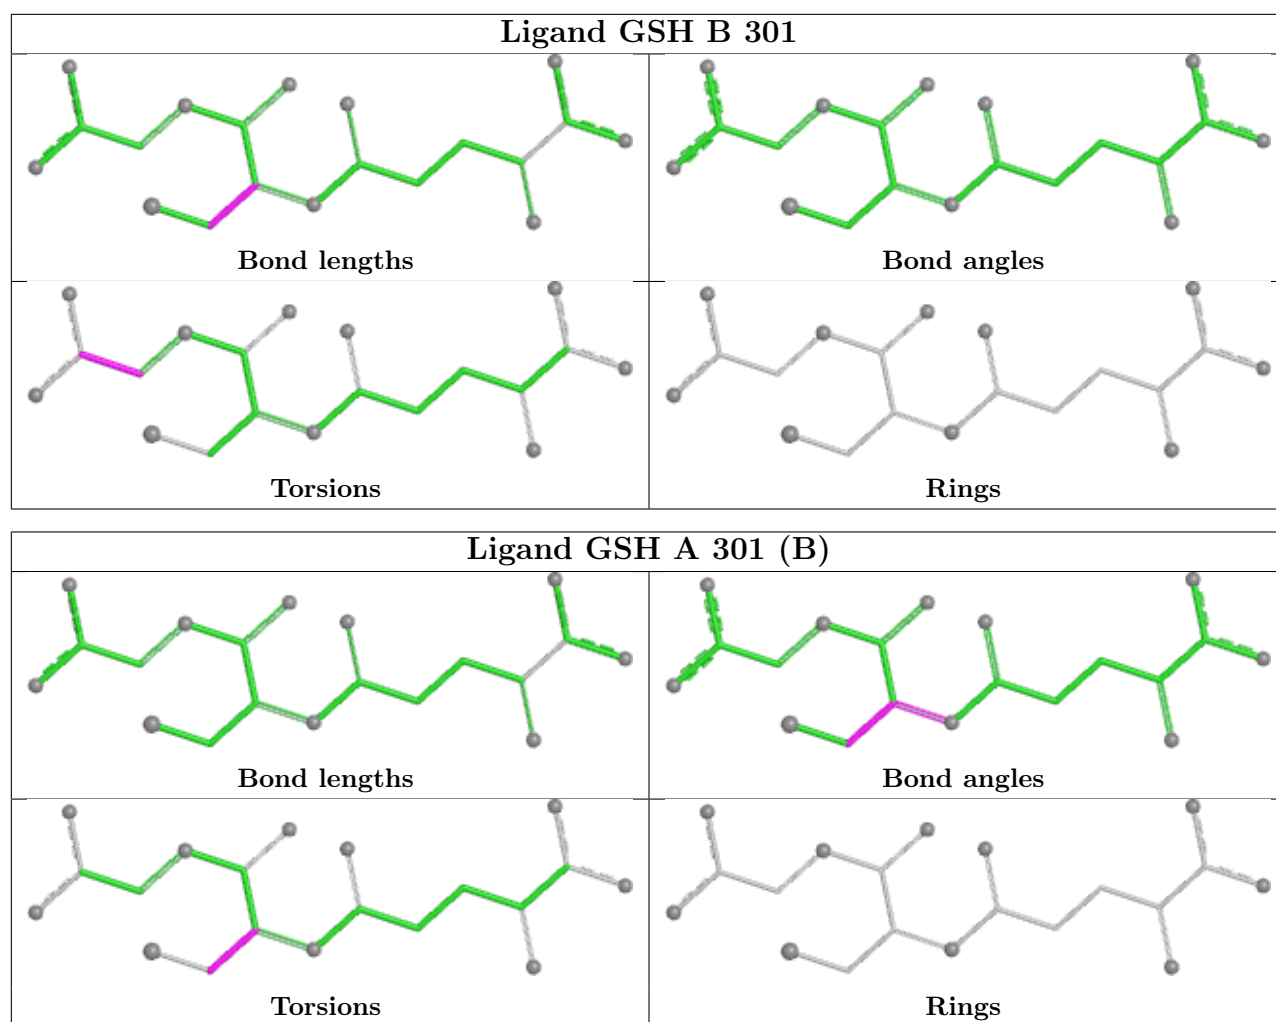 Ligand GSH B 301
Bond lengths
Bond angles
Torsions
Rings
Ligand GSH A 301 (B)
Bond lengths
Bond angles
Torsions
Rings